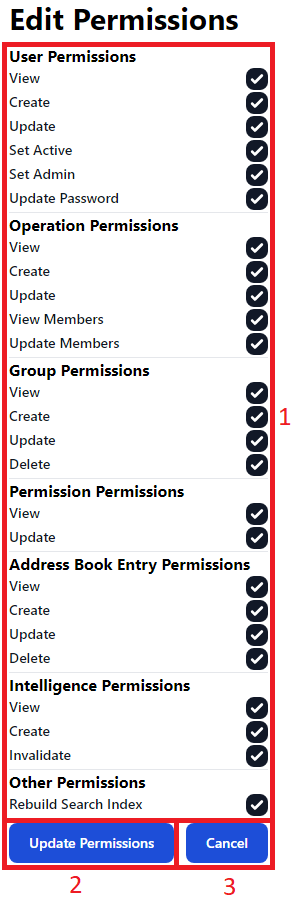 Edit Permissions
User Permissions
View
Create
Update
Set Active
Set Admin
Update Password
Operation Permissions
View
Create
Update
View Members
Update Members
Group Permissions
View
Create
1
Update
Delete
Permission Permissions
View
Update
Address Book Entry Permissions
View
Create
Update
Delete
Intelligence Permissions
View
Create
Invalidate
Other Permissions
Rebuild Search Index
Update Permissions
Cancel
2
3